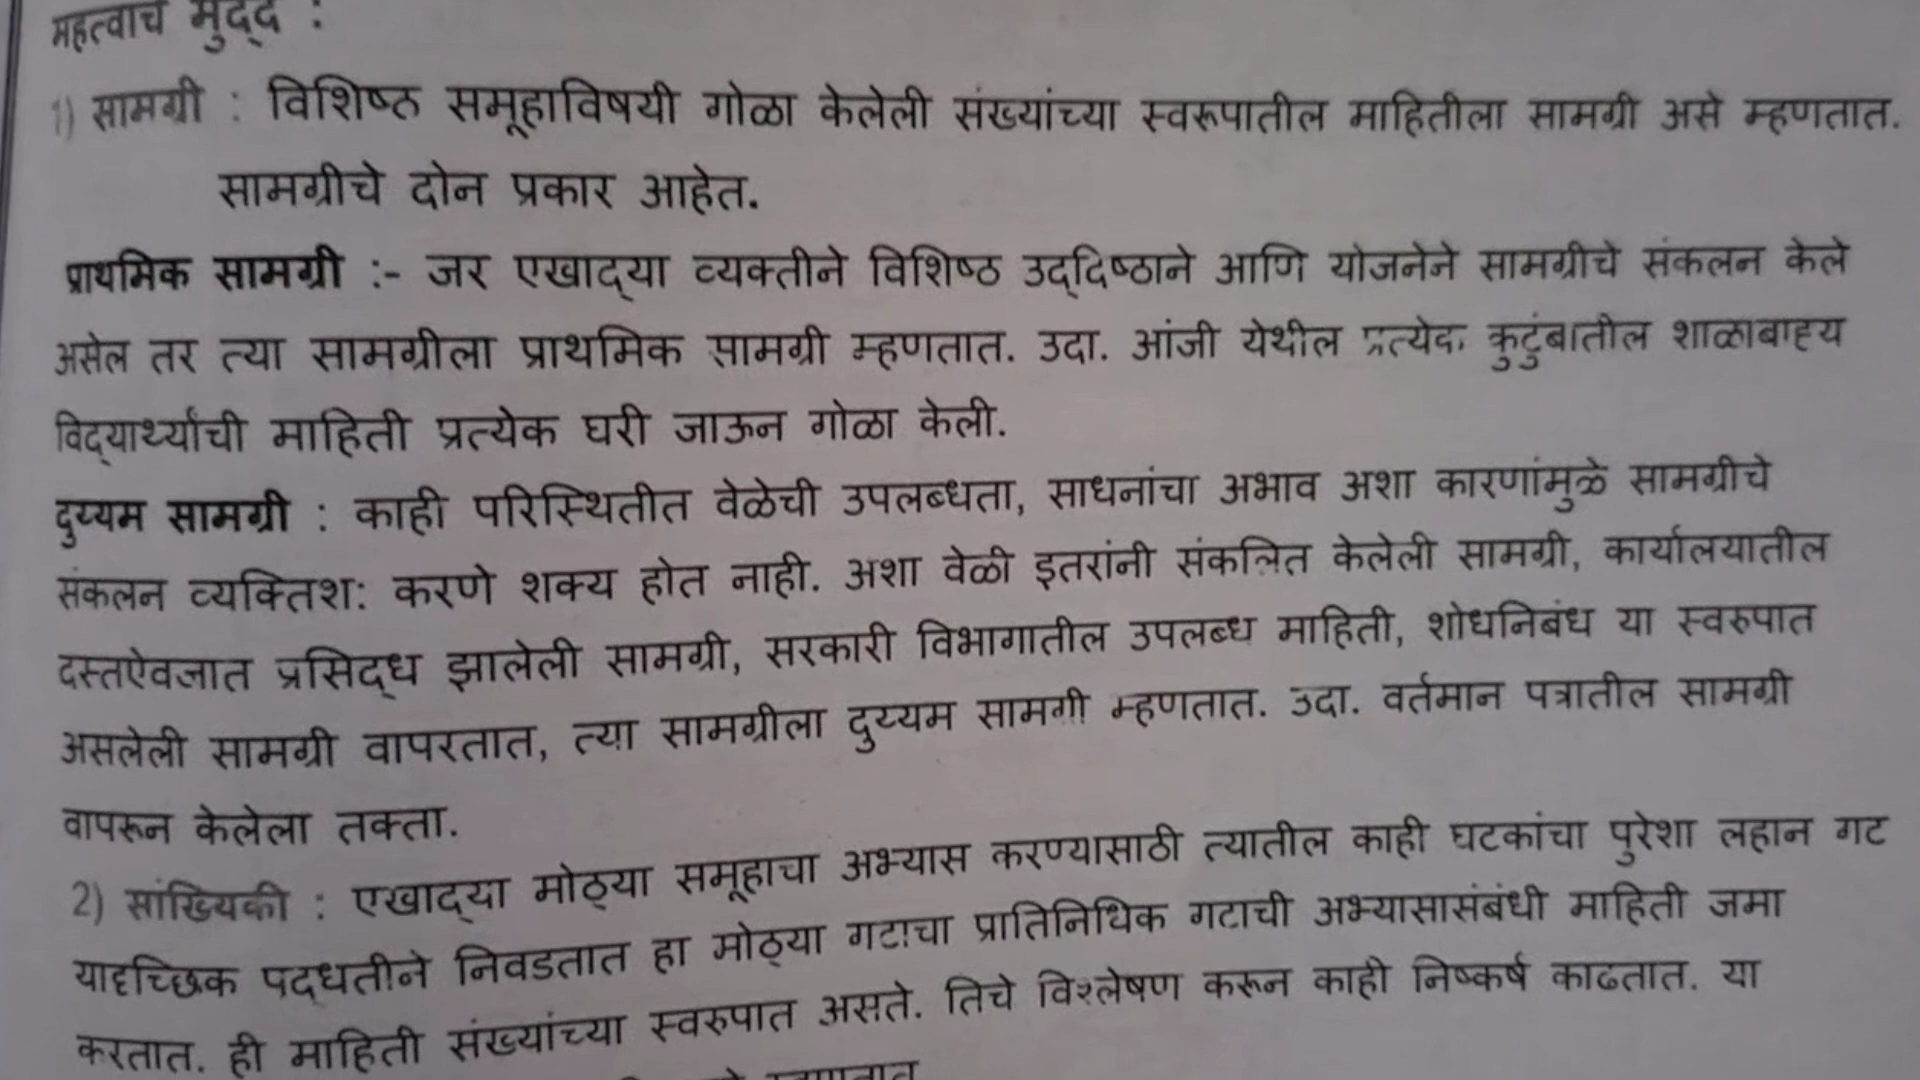 महत्वाचे मुद्दे :
1) सामग्री : विशिष्ठ समूहाविषयी गोळा केलेली संख्यांच्या स्वरूपातील माहितीला सामग्री असे म्हणतात.
सामग्रीचे दोन प्रकार आहेत.
प्राथमिक सामग्री :- जर एखाद्या व्यक्तीने विशिष्ठ उद्दिष्ठाने आणि योजनेने सामग्रीचे संकलन केले
असेल तर त्या सामग्रीला प्राथमिक सामग्री म्हणतात. उदा. आंजी येथील प्रत्येक कुटुंबातील शाळाबाह्य
विद्यार्थ्यांची माहिती प्रत्येक घरी जाऊन गोळा केली.
दुय्यम सामग्री : काही परिस्थितीत वेळेची उपलब्धता, साधनांचा अभाव अशा कारणांमुळे सामग्रीचे
संकलन व्यक्तिश: करणे शक्य होत नाही. अशा वेळी इतरांनी संकलित केलेली सामग्री, कार्यालयातील
दस्तऐवजात प्रसिद्ध झालेली सामग्री, सरकारी विभागातील उपलब्ध माहिती, शोधनिबंध या स्वरुपात
असलेली सामग्री वापरतात, त्या सामग्रीला दुय्यम सामग्री म्हणतात. उदा. वर्तमान पत्रातील सामग्री
वापरून केलेला तक्ता.
2) सांख्यिकी : एखाद्या मोठ्या समूहाचा अभ्यास करण्यासाठी त्यातील काही घटकांचा पुरेशा लहान गट
यादृच्छिक पद्धतीने निवडतात हा मोठ्या गटाचा प्रातिनिधिक गटाची अभ्यासासंबंधी माहिती जमा
करतात. ही माहिती संख्यांच्या स्वरुपात असते. तिचे विश्लेषण करून काही निष्कर्ष काढतात. या
म्हणतात